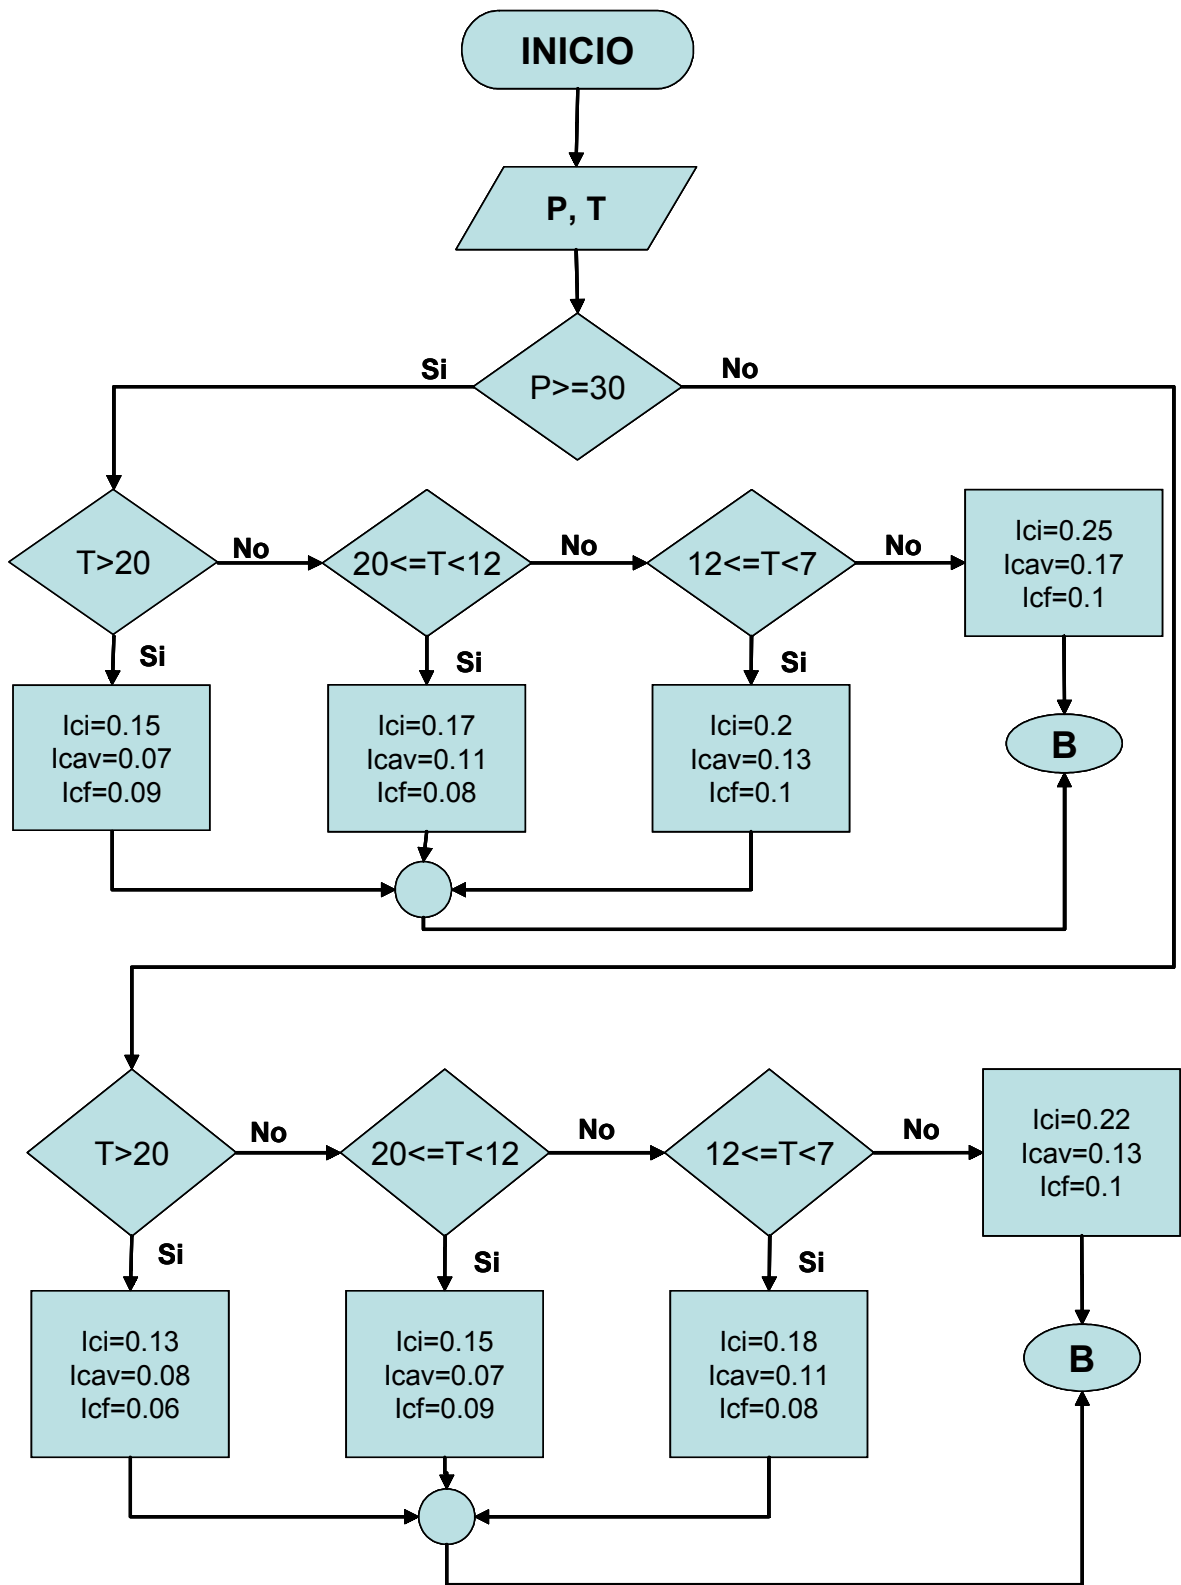 INICIO
P, T
Si
No
P>=30
T>20
No
20<=T<12
No
12<=T<7
No
Ici=0.25
Icav=0.17
Icf=0.1
Si
Si
Si
Ici=0.15
Icav=0.07
Icf=0.09
Ici=0.17
Icav=0.11
Icf=0.08
Ici=0.2
Icav=0.13
Icf=0.1
B
T>20
No
20<=T<12
No
12<=T<7
No
Ici=0.22
Icav=0.13
Icf=0.1
Si
Si
Si
Ici=0.13
Icav=0.08
Icf=0.06
Ici=0.15
Icav=0.07
Icf=0.09
Ici=0.18
Icav=0.11
Icf=0.08
B